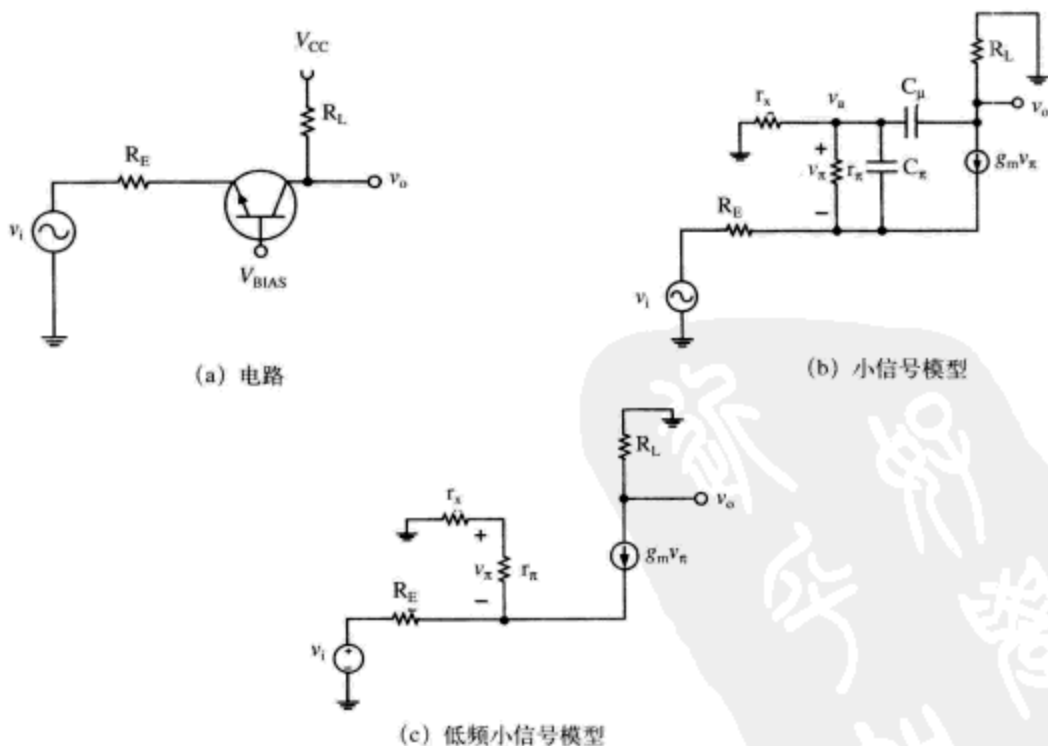 V_CC
R_L
R_E
v_o
v_i
V_BIAS
(a) 电路
R_L
C_μ
v_o
r_x
v_a
+
v_π
r_π
C_π
g_m v_π
−
R_E
v_i
(b) 小信号模型
R_L
r_x
v_o
+
v_π
r_π
g_m v_π
−
R_E
v_i
(c) 低频小信号模型